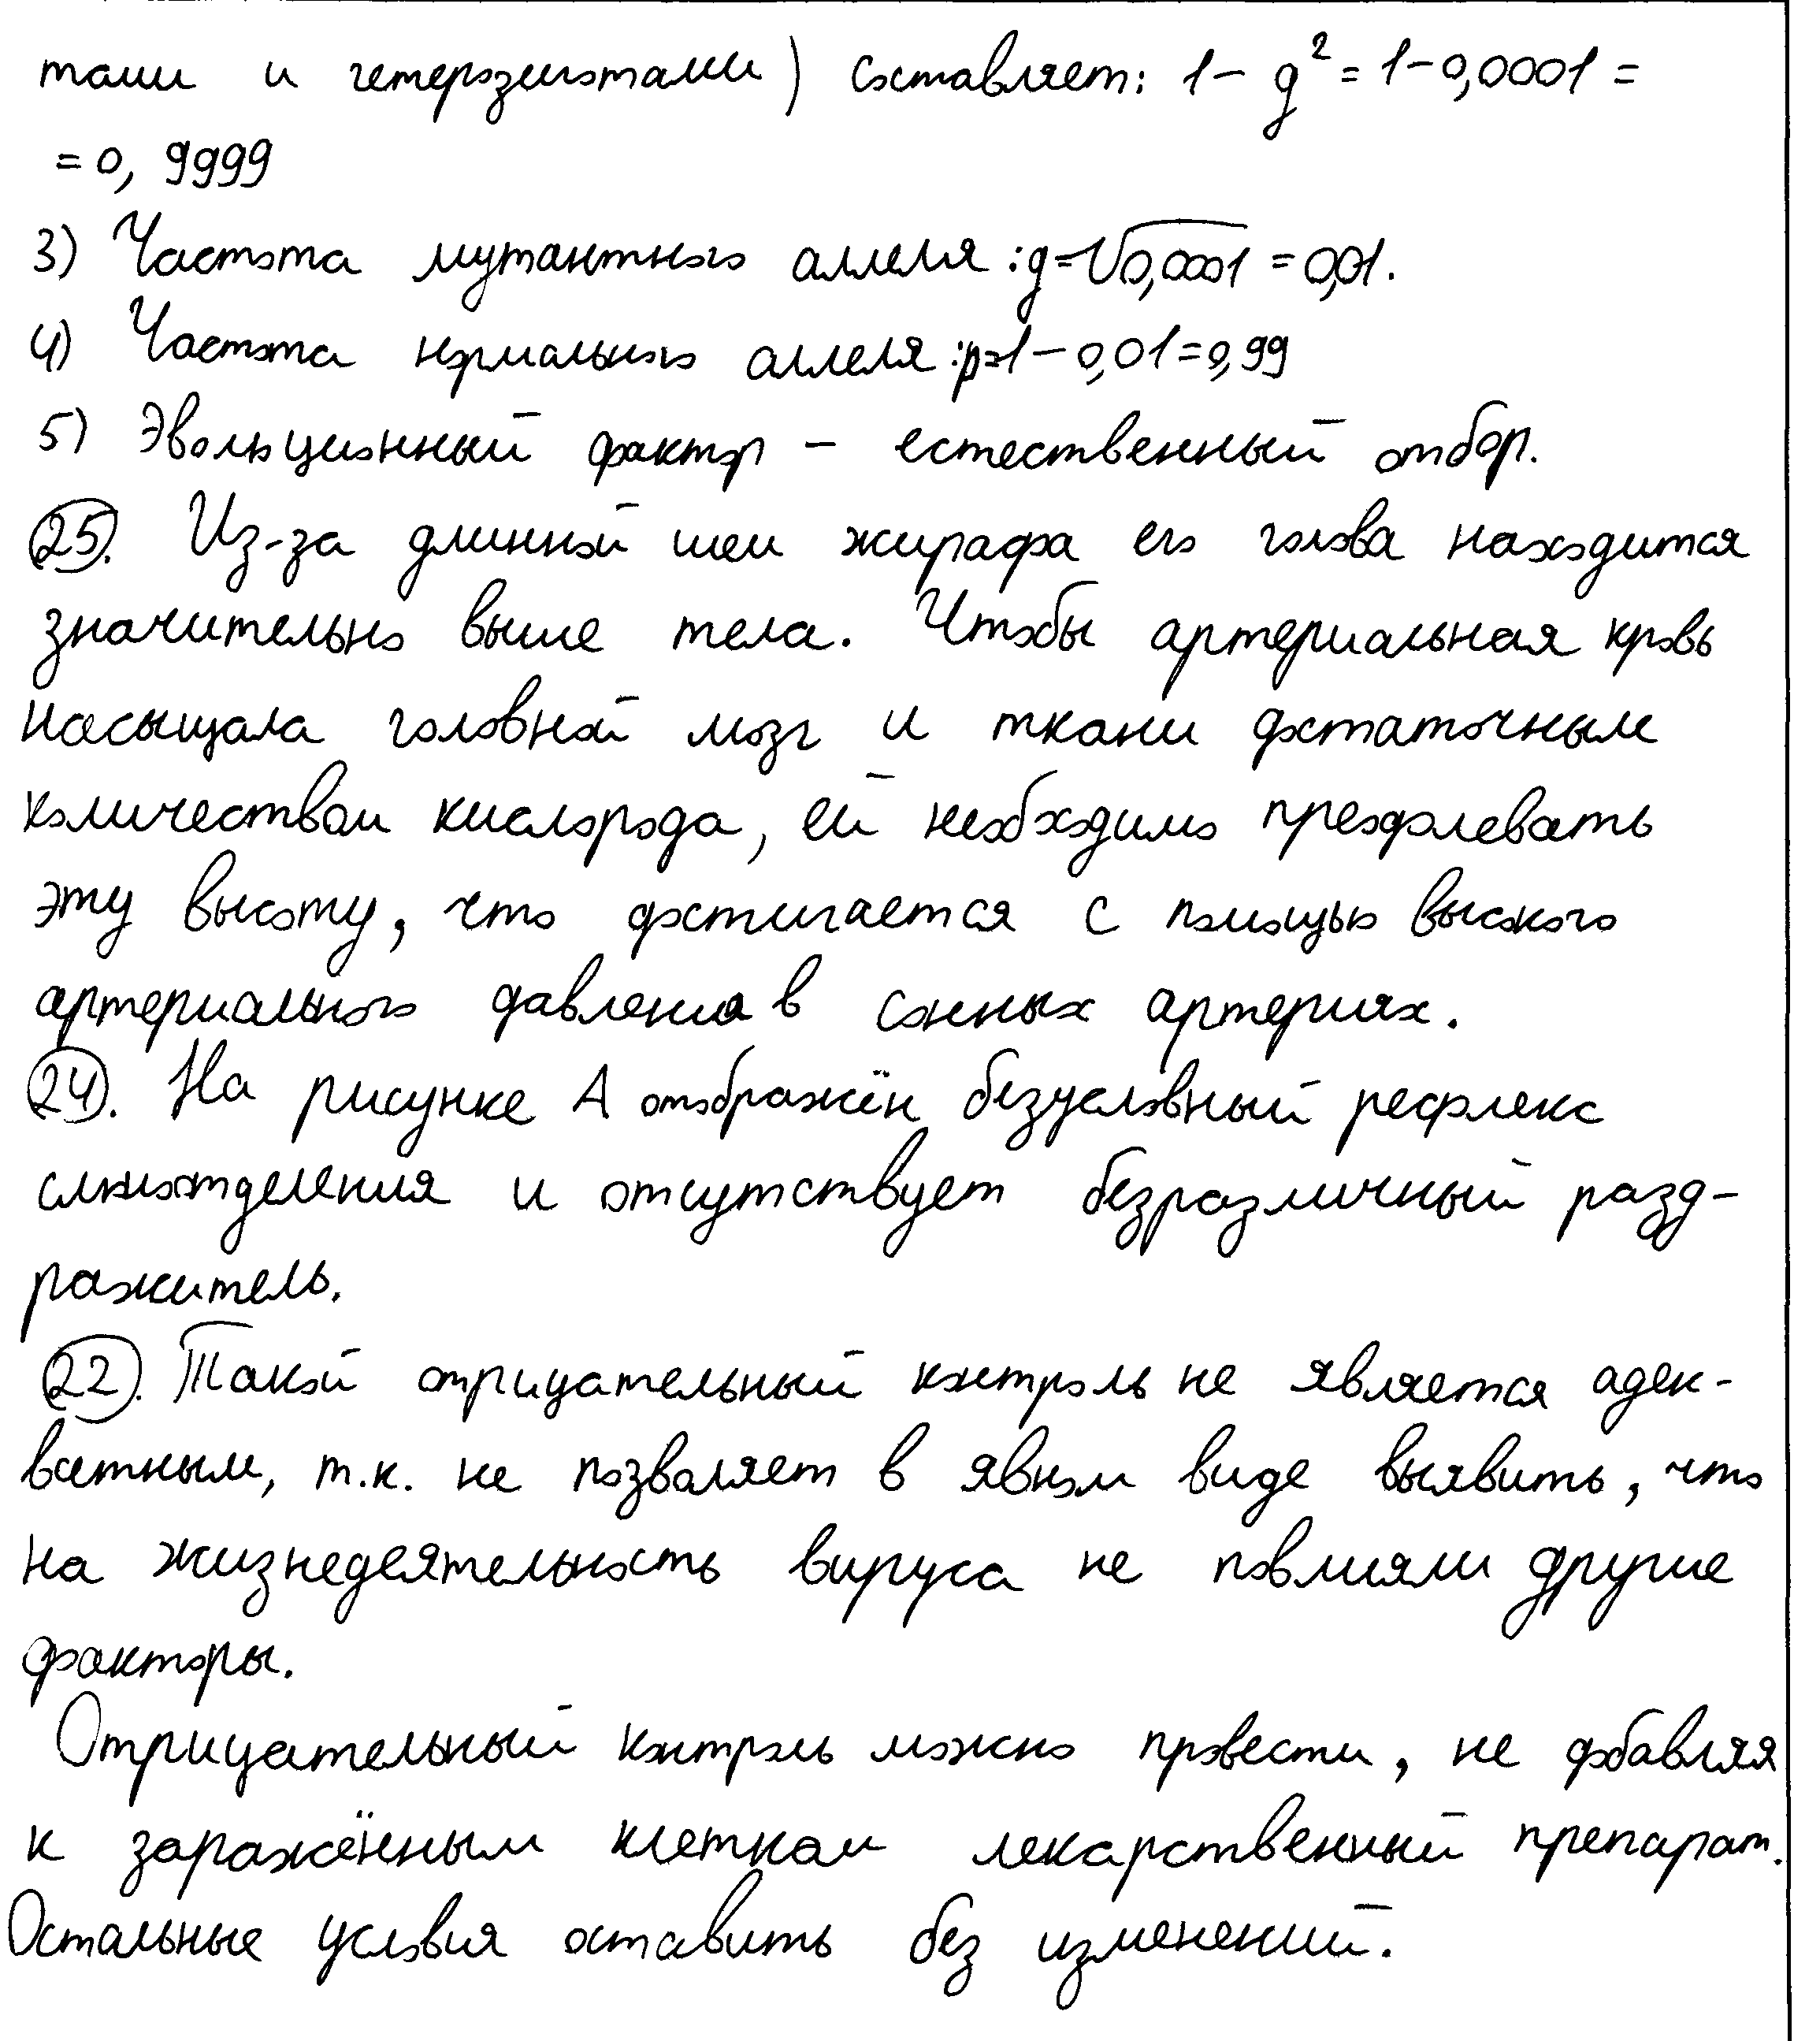 тами и гетерозиготами) составляет: 1 – q² = 1 – 0,0001 =
= 0, 9999
3) Частота мутантного аллеля : q = √0,0001 = 0,01.
4) Частота нормального аллеля : p = 1 – 0,01 = 0,99
5) Эволюционный фактор – естественный отбор.
25. Из-за длинной шеи жирафа его голова находится
значительно выше тела. Чтобы артериальная кровь
насыщала головной мозг и ткани достаточным
количеством кислорода, ей необходимо преодолевать
эту высоту, что достигается с помощью высокого
артериального давления в сонных артериях.
24. На рисунке А отображён безусловный рефлекс
слюноотделения и отсутствует безразличный разд-
ражитель.
22. Такой отрицательный контроль не является адек-
ватным, т.к. не позволяет в явном виде выявить, что
на жизнедеятельность вируса не повлияли другие
факторы.
Отрицательный контроль можно провести, не добавляя
к заражённым клеткам лекарственный препарат.
Остальные условия оставить без изменений.